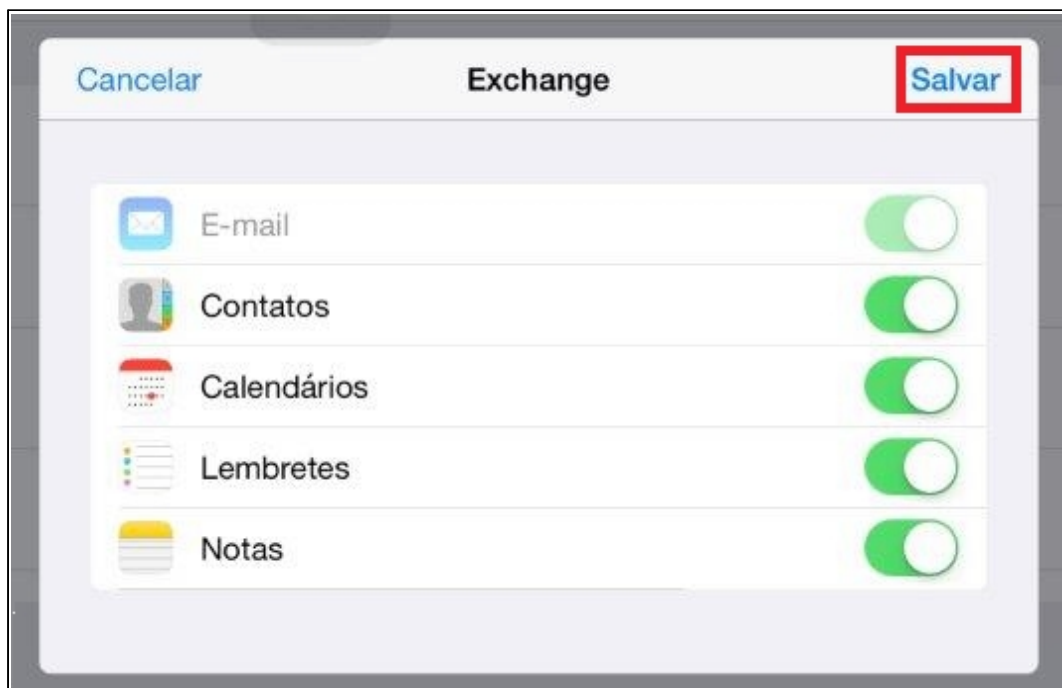 Cancelar Exchange Salvar
E-mail
Contatos
Calendários
Lembretes
Notas